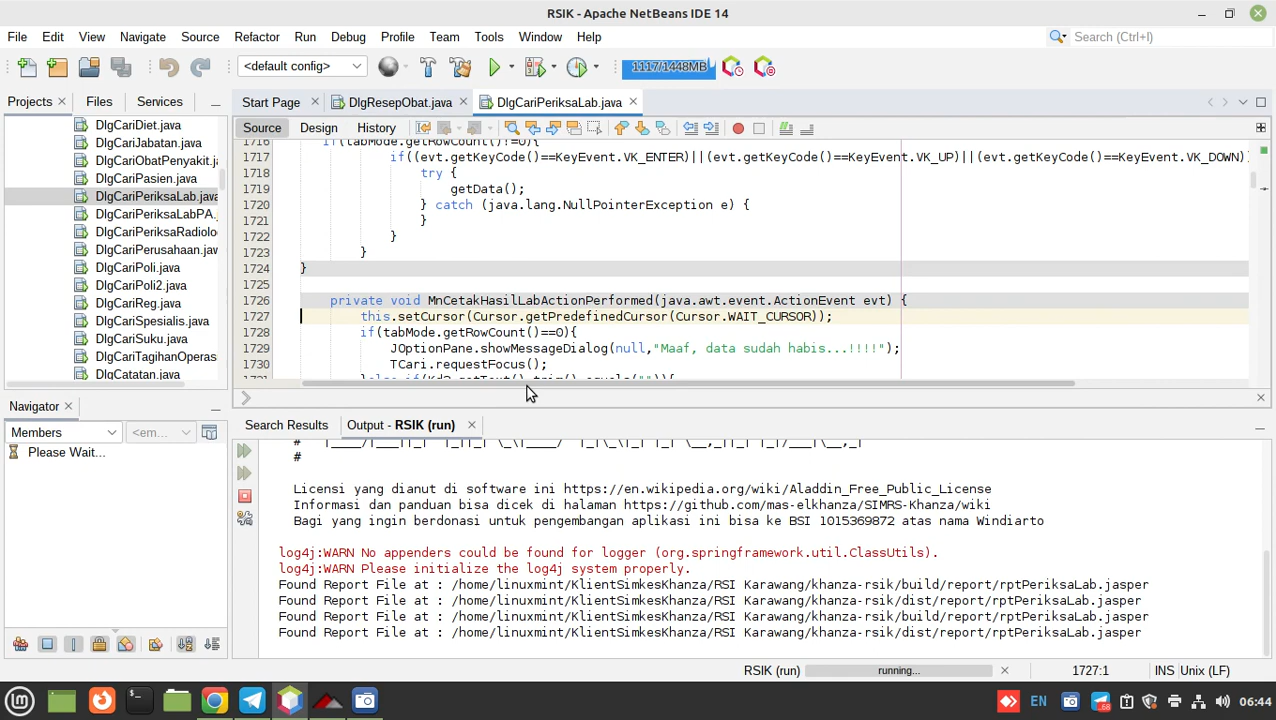 RSIK - Apache NetBeans IDE 14
File Edit View Navigate Source Refactor Run Debug Profile Team Tools Window Help
Search (Ctrl+I)
<default config>
1117/1448MB
Projects Files Services
Start Page DlgResepObat.java DlgCariPeriksaLab.java
Source Design History
DlgCariDiet.java
DlgCariJabatan.java
DlgCariObatPenyakit.j
DlgCariPasien.java
DlgCariPeriksaLab.java
DlgCariPeriksaLabPA.
DlgCariPeriksaRadiolo
DlgCariPerusahaan.jav
DlgCariPoli.java
DlgCariPoli2.java
DlgCariReg.java
DlgCariSpesialis.java
DlgCariSuku.java
DlgCariTagihanOperas
DlgCatatan.java
1716 if(tabMode.getRowCount()!=0){
1717 if((evt.getKeyCode()==KeyEvent.VK_ENTER)||(evt.getKeyCode()==KeyEvent.VK_UP)||(evt.getKeyCode()==KeyEvent.VK_DOWN)
1718 try {
1719 getData();
1720 } catch (java.lang.NullPointerException e) {
1721 }
1722 }
1723 }
1724 }
1725
1726 private void MnCetakHasilLabActionPerformed(java.awt.event.ActionEvent evt) {
1727 this.setCursor(Cursor.getPredefinedCursor(Cursor.WAIT_CURSOR));
1728 if(tabMode.getRowCount()==0){
1729 JOptionPane.showMessageDialog(null,"Maaf, data sudah habis...!!!!");
1730 TCari.requestFocus();
Navigator
Members <em...
Please Wait...
Search Results Output - RSIK (run)
#
Licensi yang dianut di software ini https://en.wikipedia.org/wiki/Aladdin_Free_Public_License
Informasi dan panduan bisa dicek di halaman https://github.com/mas-elkhanza/SIMRS-Khanza/wiki
Bagi yang ingin berdonasi untuk pengembangan aplikasi ini bisa ke BSI 1015369872 atas nama Windiarto
log4j:WARN No appenders could be found for logger (org.springframework.util.ClassUtils).
log4j:WARN Please initialize the log4j system properly.
Found Report File at : /home/linuxmint/KlientSimkesKhanza/RSI Karawang/khanza-rsik/build/report/rptPeriksaLab.jasper
Found Report File at : /home/linuxmint/KlientSimkesKhanza/RSI Karawang/khanza-rsik/dist/report/rptPeriksaLab.jasper
Found Report File at : /home/linuxmint/KlientSimkesKhanza/RSI Karawang/khanza-rsik/build/report/rptPeriksaLab.jasper
Found Report File at : /home/linuxmint/KlientSimkesKhanza/RSI Karawang/khanza-rsik/dist/report/rptPeriksaLab.jasper
RSIK (run) running... 1727:1 INS Unix (LF)
EN 06:44